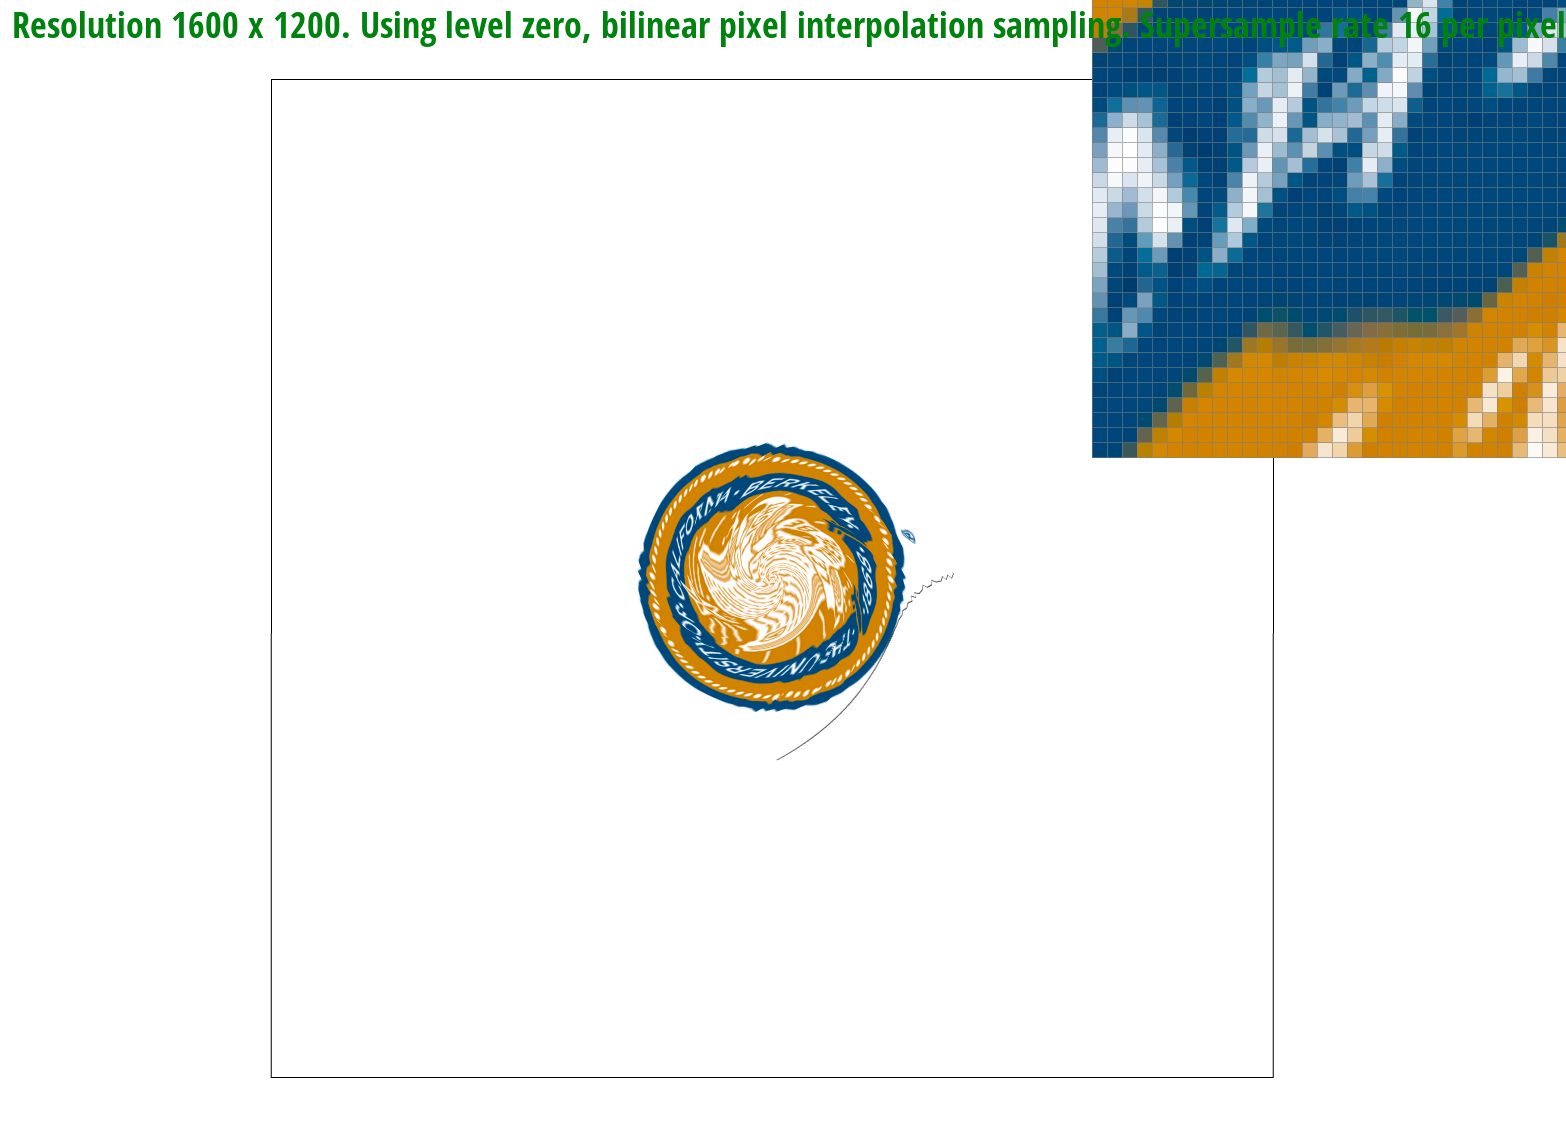 Resolution 1600 x 1200. Using level zero, bilinear pixel interpolation sampling. Supersample rate 16 per pixel
CALIFORNIA · BERKELEY
THE UNIVERSITY OF
1868